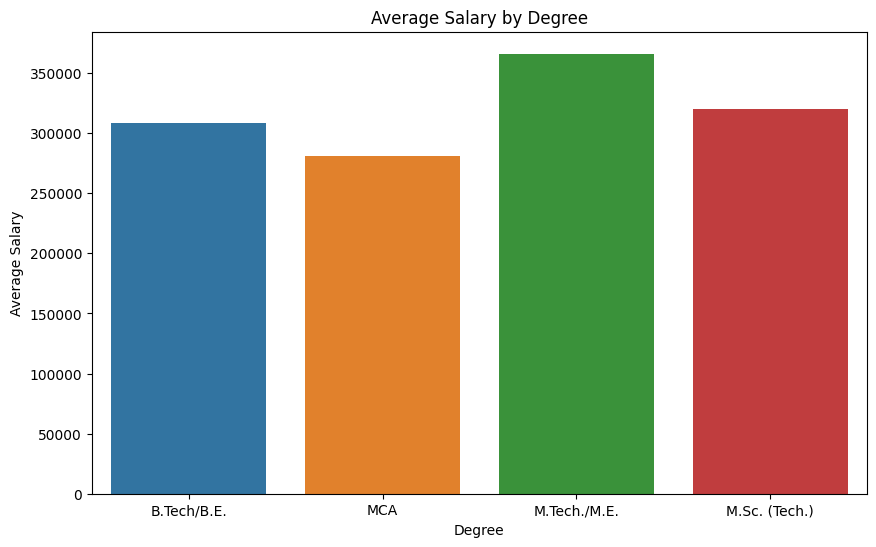 Average Salary by Degree
Average Salary
350000
300000
250000
200000
150000
100000
50000
0
B.Tech/B.E.
MCA
M.Tech./M.E.
M.Sc. (Tech.)
Degree